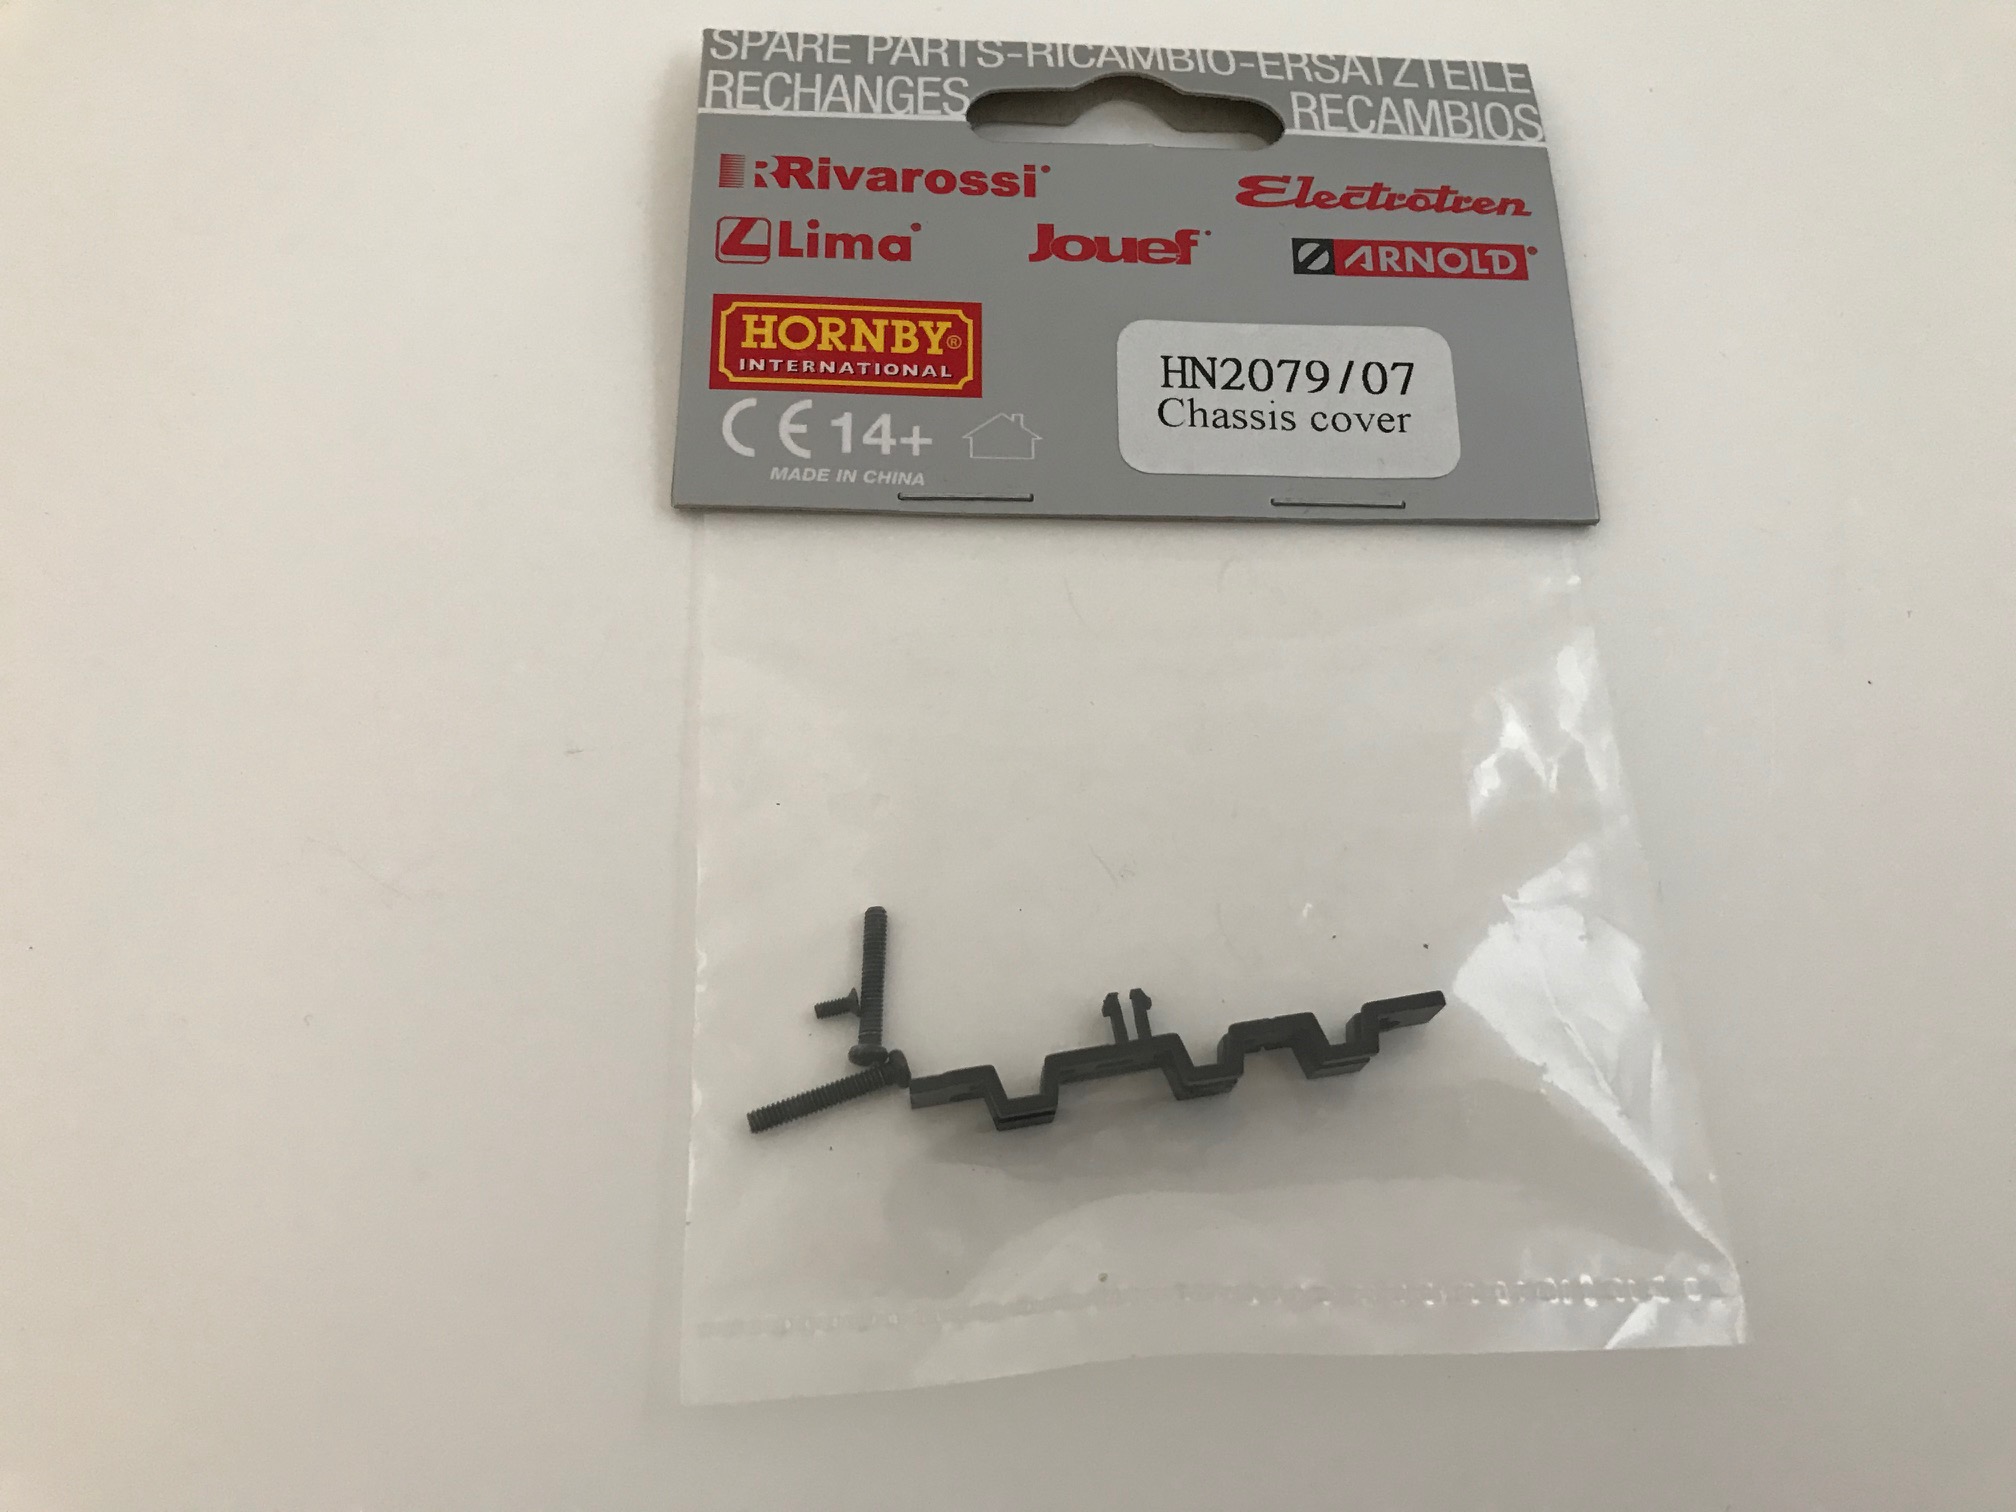 SPARE PARTS-RICAMBIO-ERSATZTEILE
RECHANGES RECAMBIOS
Rivarossi
Electrotren
Lima
Jouef
ARNOLD
HORNBY®
INTERNATIONAL
HN2079/07
Chassis cover
CE 14+
MADE IN CHINA